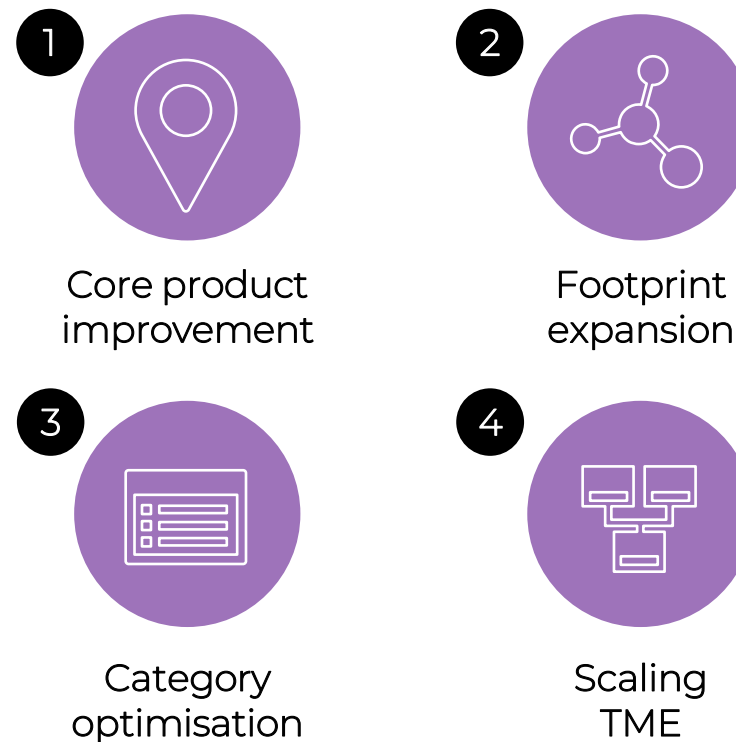 1
Core product
improvement
2
Footprint
expansion
3
Category
optimisation
4
Scaling
TME